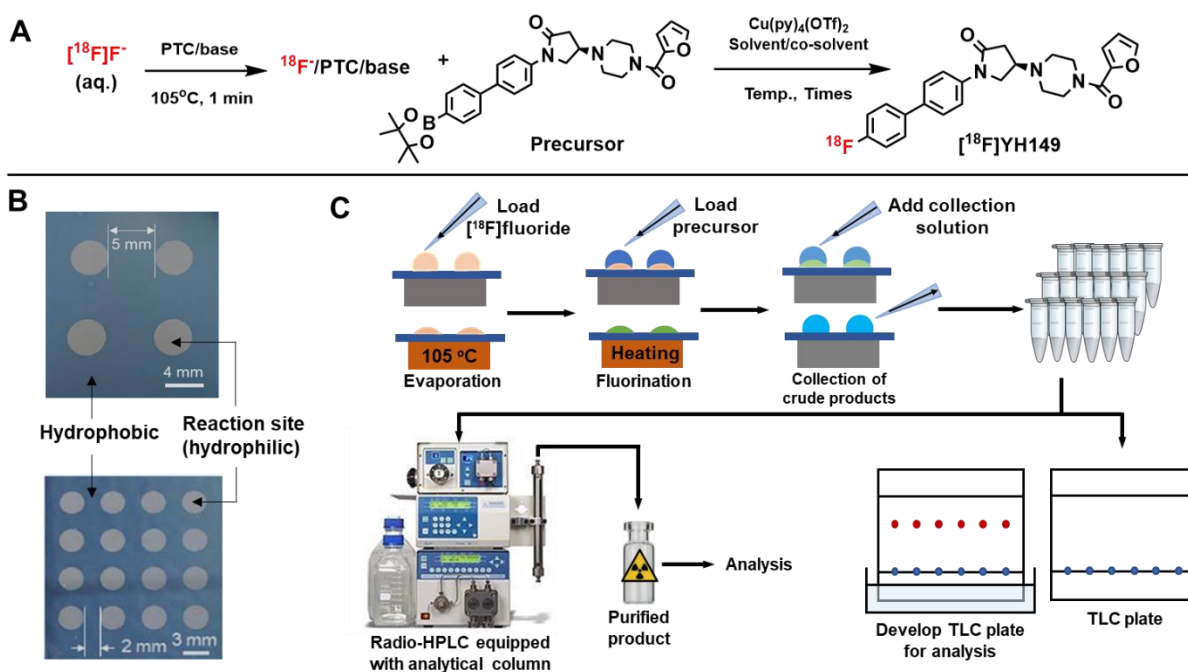 A
[¹⁸F]F⁻
(aq.)
PTC/base
105°C, 1 min
¹⁸F⁻/PTC/base
+
O
N
N
N
O
O
O
B
O
Precursor
Cu(py)₄(OTf)₂
Solvent/co-solvent
Temp., Times
O
N
N
N
O
O
¹⁸F
[¹⁸F]YH149
B
5 mm
4 mm
Hydrophobic
Reaction site
(hydrophilic)
2 mm
3 mm
C
Load
[¹⁸F]fluoride
105 °C
Evaporation
Load
precursor
Heating
Fluorination
Add collection
solution
Collection of
crude products
Radio-HPLC equipped
with analytical column
Purified
product
Analysis
Develop TLC plate
for analysis
TLC plate